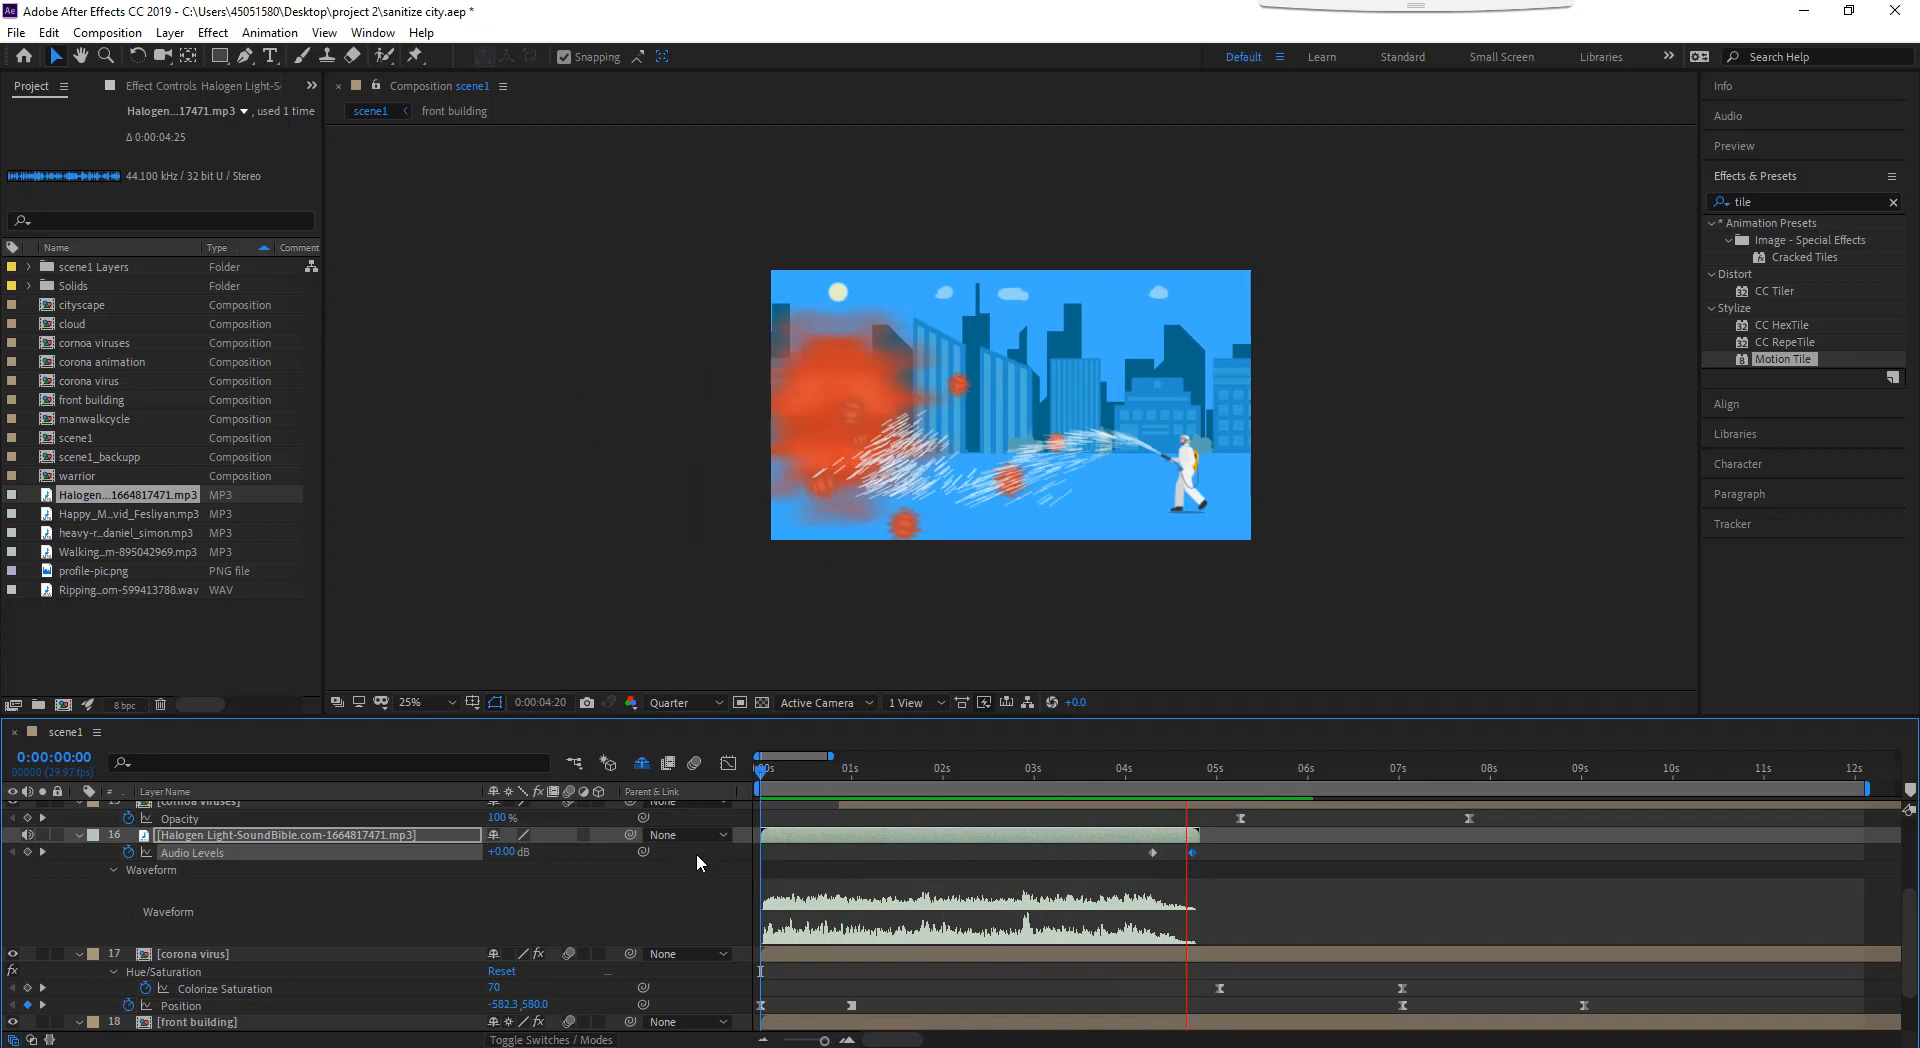 Adobe After Effects CC 2019 - C:\Users\45051580\Desktop\project 2\sanitize city.aep *
File Edit Composition Layer Effect Animation View Window Help
Snapping Default Learn Standard Small Screen Libraries Search Help
Project Effect Controls Halogen Light-S
Composition scene1
Halogen...17471.mp3 , used 1 time
scene1 front building
Δ 0:00:04:25
44.100 kHz / 32 bit U / Stereo
Name Type Comment
scene1 Layers Folder
Solids Folder
cityscape Composition
cloud Composition
cornoa viruses Composition
corona animation Composition
corona virus Composition
front building Composition
manwalkcycle Composition
scene1 Composition
scene1_backupp Composition
warrior Composition
Halogen...1664817471.mp3 MP3
Happy_M...vid_Fesliyan.mp3 MP3
heavy-r...daniel_simon.mp3 MP3
Walking...m-895042969.mp3 MP3
profile-pic.png PNG file
Ripping...om-599413788.wav WAV
8 bpc
25% 0:00:04:20 Quarter Active Camera 1 View +0.0
Info
Audio
Preview
Effects & Presets
tile
* Animation Presets
Image - Special Effects
Cracked Tiles
Distort
CC Tiler
Stylize
CC HexTile
CC RepeTile
Motion Tile
Align
Libraries
Character
Paragraph
Tracker
scene1
0:00:00:00
00000 (29.97 fps)
:00s 01s 02s 03s 04s 05s 06s 07s 08s 09s 10s 11s 12s
# Layer Name Parent & Link
15 [cornoa viruses] None
Opacity 100 %
16 [Halogen Light-SoundBible.com-1664817471.mp3] None
Audio Levels +0.00 dB
Waveform
Waveform
17 [corona virus] None
Hue/Saturation Reset
Colorize Saturation 70
Position -582.3,580.0
18 [front building] None
Toggle Switches / Modes